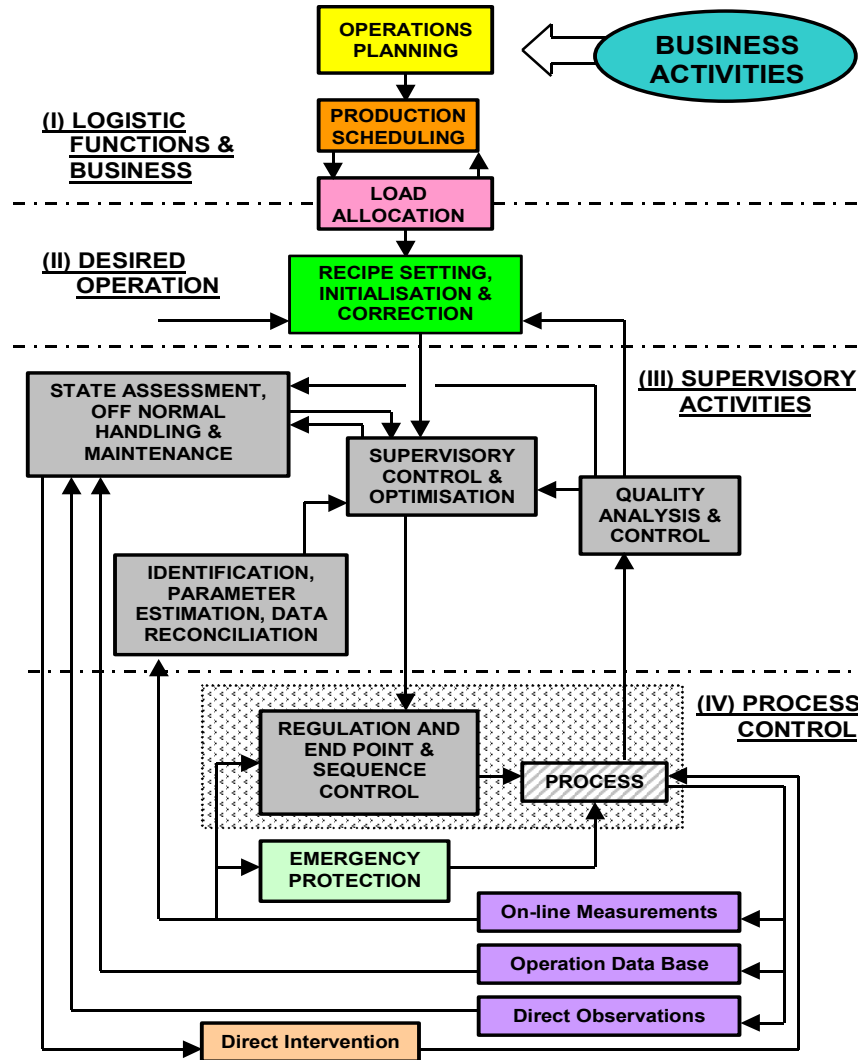 OPERATIONS
PLANNING
BUSINESS
ACTIVITIES
(I) LOGISTIC
FUNCTIONS &
BUSINESS
PRODUCTION
SCHEDULING
LOAD
ALLOCATION
(II) DESIRED
OPERATION
RECIPE SETTING,
INITIALISATION &
CORRECTION
(III) SUPERVISORY
ACTIVITIES
STATE ASSESSMENT,
OFF NORMAL
HANDLING &
MAINTENANCE
SUPERVISORY
CONTROL &
OPTIMISATION
QUALITY
ANALYSIS &
CONTROL
IDENTIFICATION,
PARAMETER
ESTIMATION, DATA
RECONCILIATION
(IV) PROCESS
CONTROL
REGULATION AND
END POINT &
SEQUENCE
CONTROL
PROCESS
EMERGENCY
PROTECTION
On-line Measurements
Operation Data Base
Direct Observations
Direct Intervention